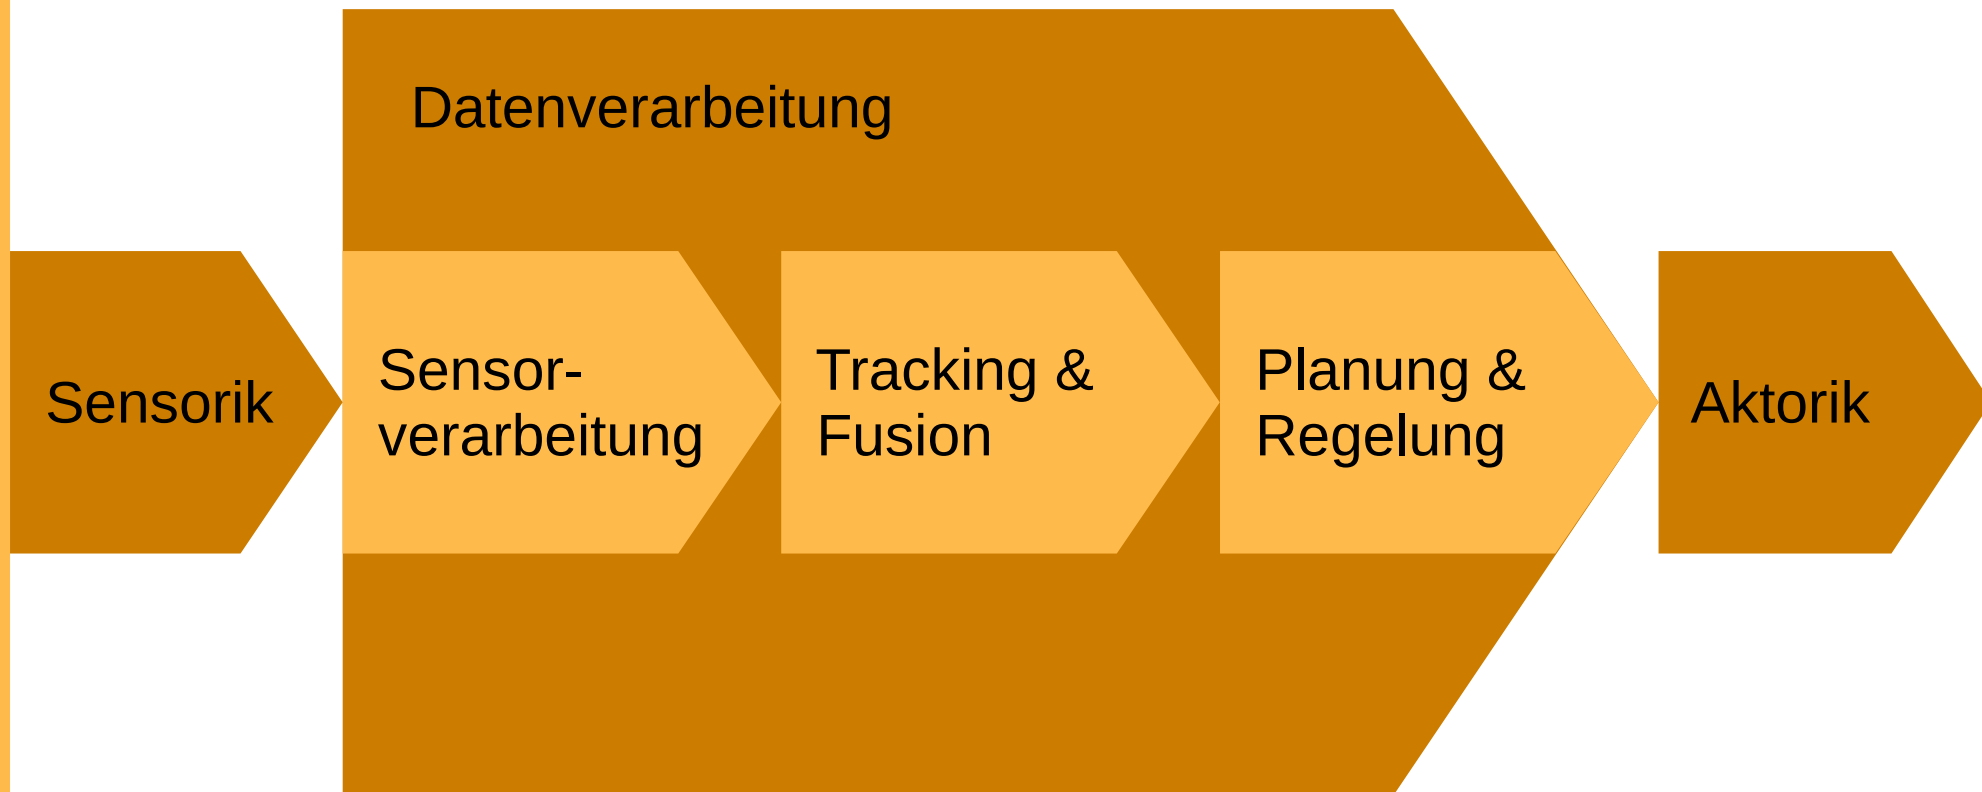 Datenverarbeitung
Sensorik
Sensor-
verarbeitung
Tracking &
Fusion
Planung &
Regelung
Aktorik